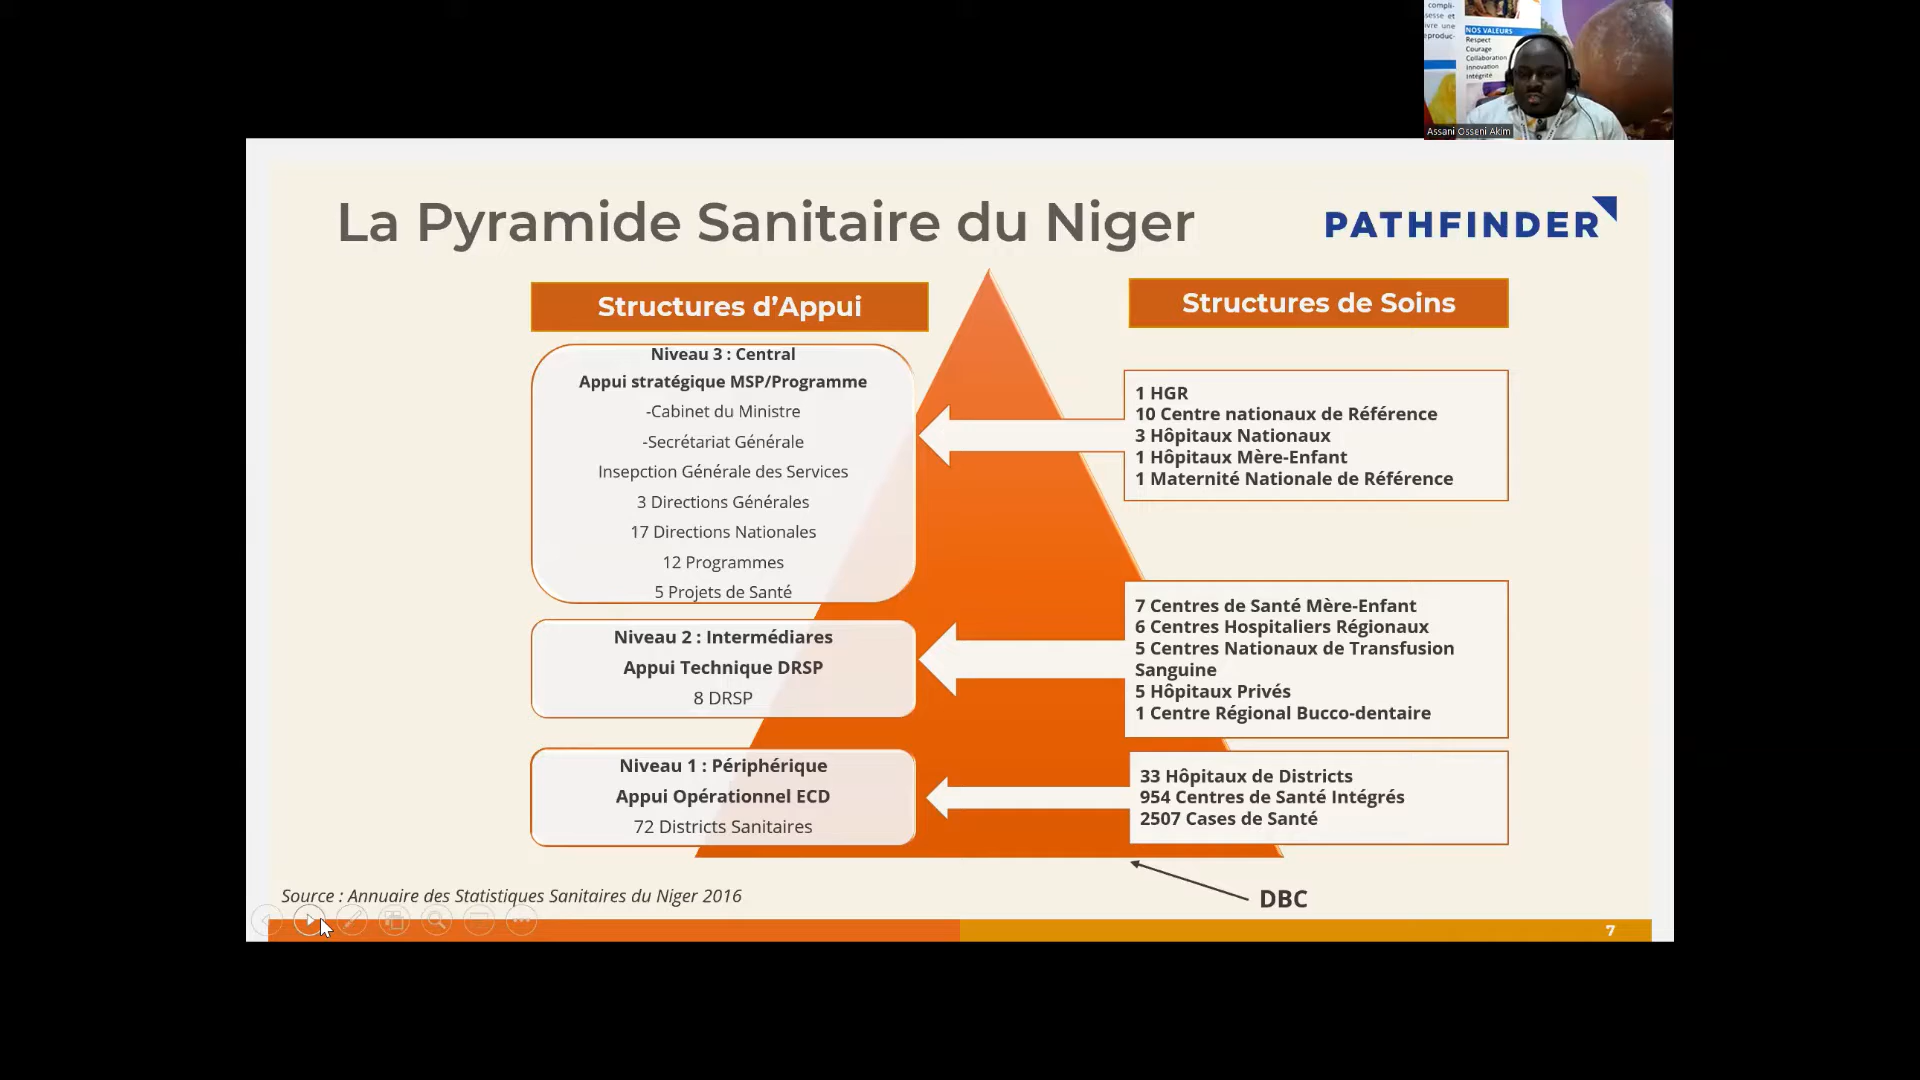 compli-
sse et
vre une
produc-
NOS VALEURS
Respect
Courage
Collaboration
Innovation
Intégrité
Assani Osseni Akim
La Pyramide Sanitaire du Niger
PATHFINDER
Structures d’Appui
Structures de Soins
Niveau 3 : Central
Appui stratégique MSP/Programme
-Cabinet du Ministre
-Secrétariat Générale
Insepction Générale des Services
3 Directions Générales
17 Directions Nationales
12 Programmes
5 Projets de Santé
1 HGR
10 Centre nationaux de Référence
3 Hôpitaux Nationaux
1 Hôpitaux Mère-Enfant
1 Maternité Nationale de Référence
Niveau 2 : Intermédiares
Appui Technique DRSP
8 DRSP
7 Centres de Santé Mère-Enfant
6 Centres Hospitaliers Régionaux
5 Centres Nationaux de Transfusion
Sanguine
5 Hôpitaux Privés
1 Centre Régional Bucco-dentaire
Niveau 1 : Périphérique
Appui Opérationnel ECD
72 Districts Sanitaires
33 Hôpitaux de Districts
954 Centres de Santé Intégrés
2507 Cases de Santé
DBC
Source : Annuaire des Statistiques Sanitaires du Niger 2016
7